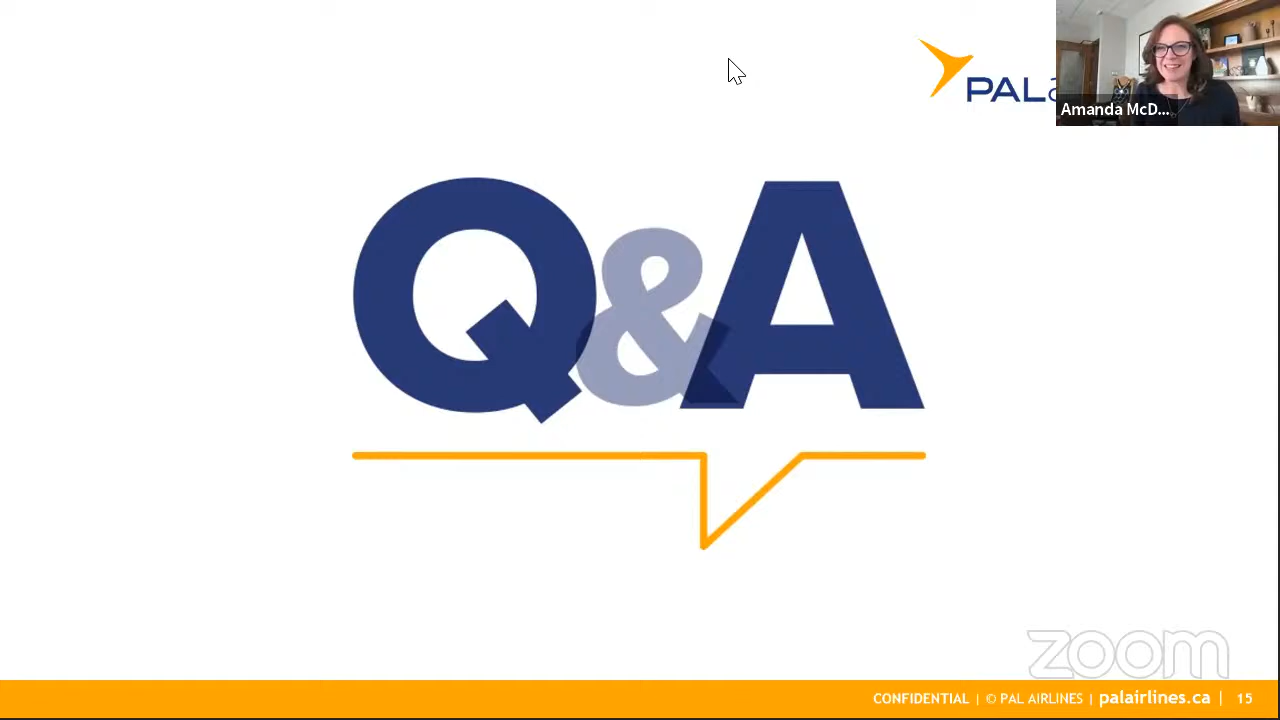 PAL
Amanda McD...
Q&A
zoom
CONFIDENTIAL | © PAL AIRLINES | palairlines.ca | 15